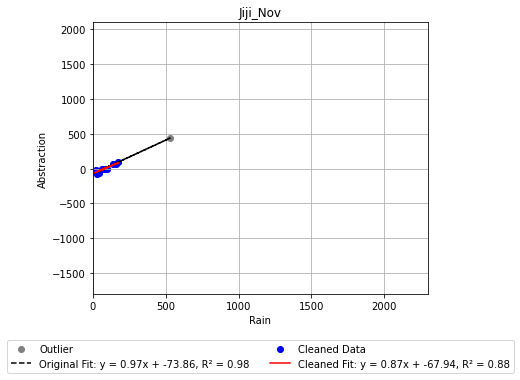 Jiji_Nov
2000
1500
1000
500
0
−500
−1000
−1500
Abstraction
0 500 1000 1500 2000
Rain
Outlier Cleaned Data
Original Fit: y = 0.97x + -73.86, R² = 0.98 Cleaned Fit: y = 0.87x + -67.94, R² = 0.88